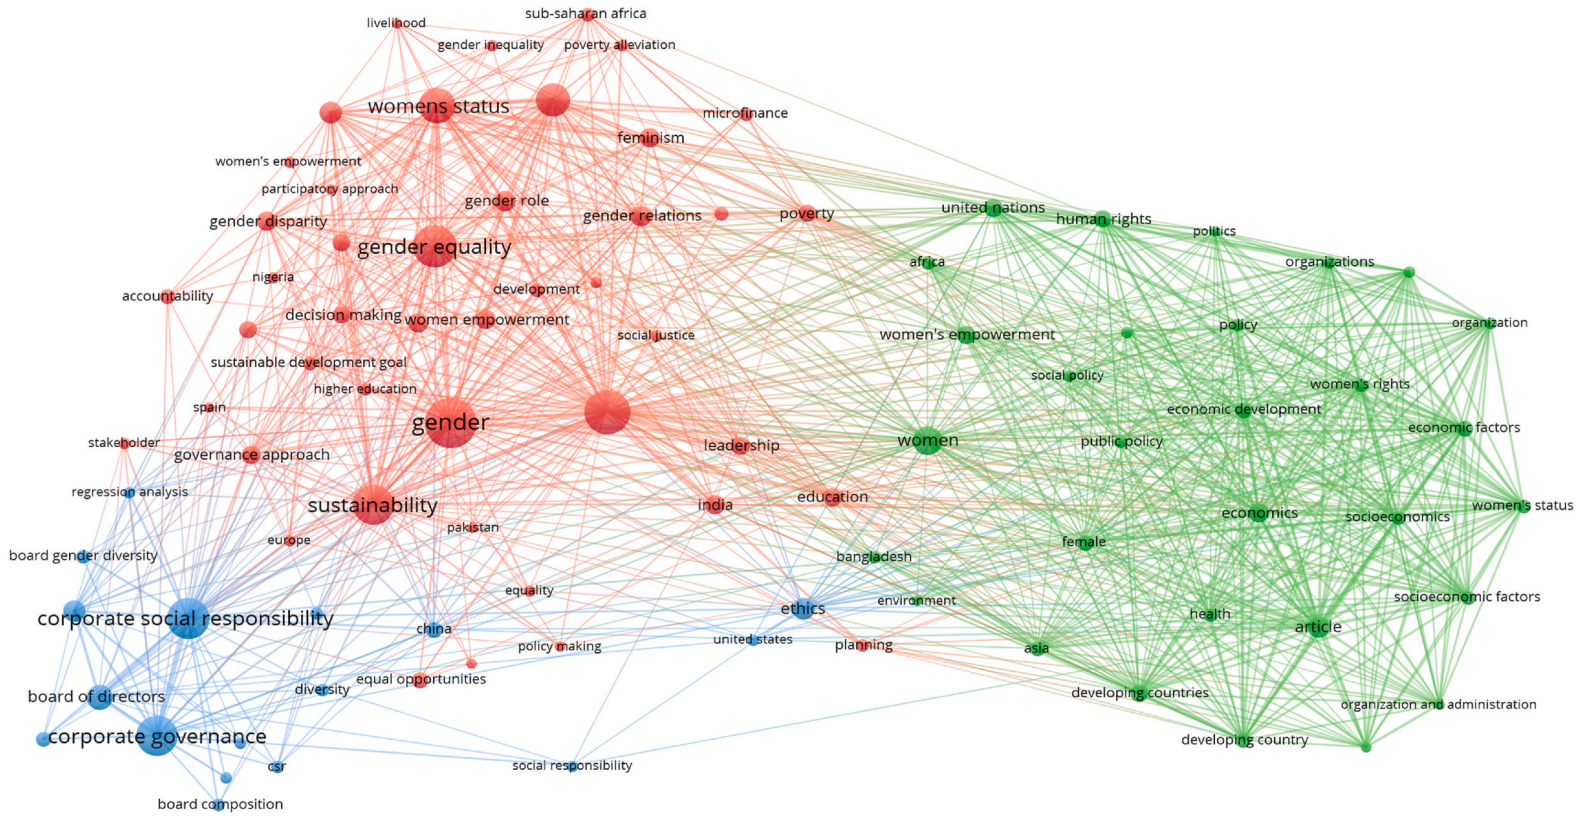 sub-saharan africa
livelihood
gender inequality
poverty alleviation
womens status
microfinance
feminism
women's empowerment
participatory approach
gender role
gender disparity
gender relations
poverty
united nations
human rights
politics
gender equality
africa
organizations
nigeria
development
accountability
decision making
women empowerment
organization
policy
social justice
women's empowerment
sustainable development goal
higher education
social policy
women's rights
spain
economic development
gender
economic factors
stakeholder
leadership
women
public policy
governance approach
regression analysis
education
sustainability
india
women's status
economics
socioeconomics
pakistan
europe
female
board gender diversity
bangladesh
equality
environment
socioeconomic factors
corporate social responsibility
ethics
health
china
article
united states
policy making
planning
asia
equal opportunities
diversity
board of directors
developing countries
organization and administration
corporate governance
developing country
csr
social responsibility
board composition